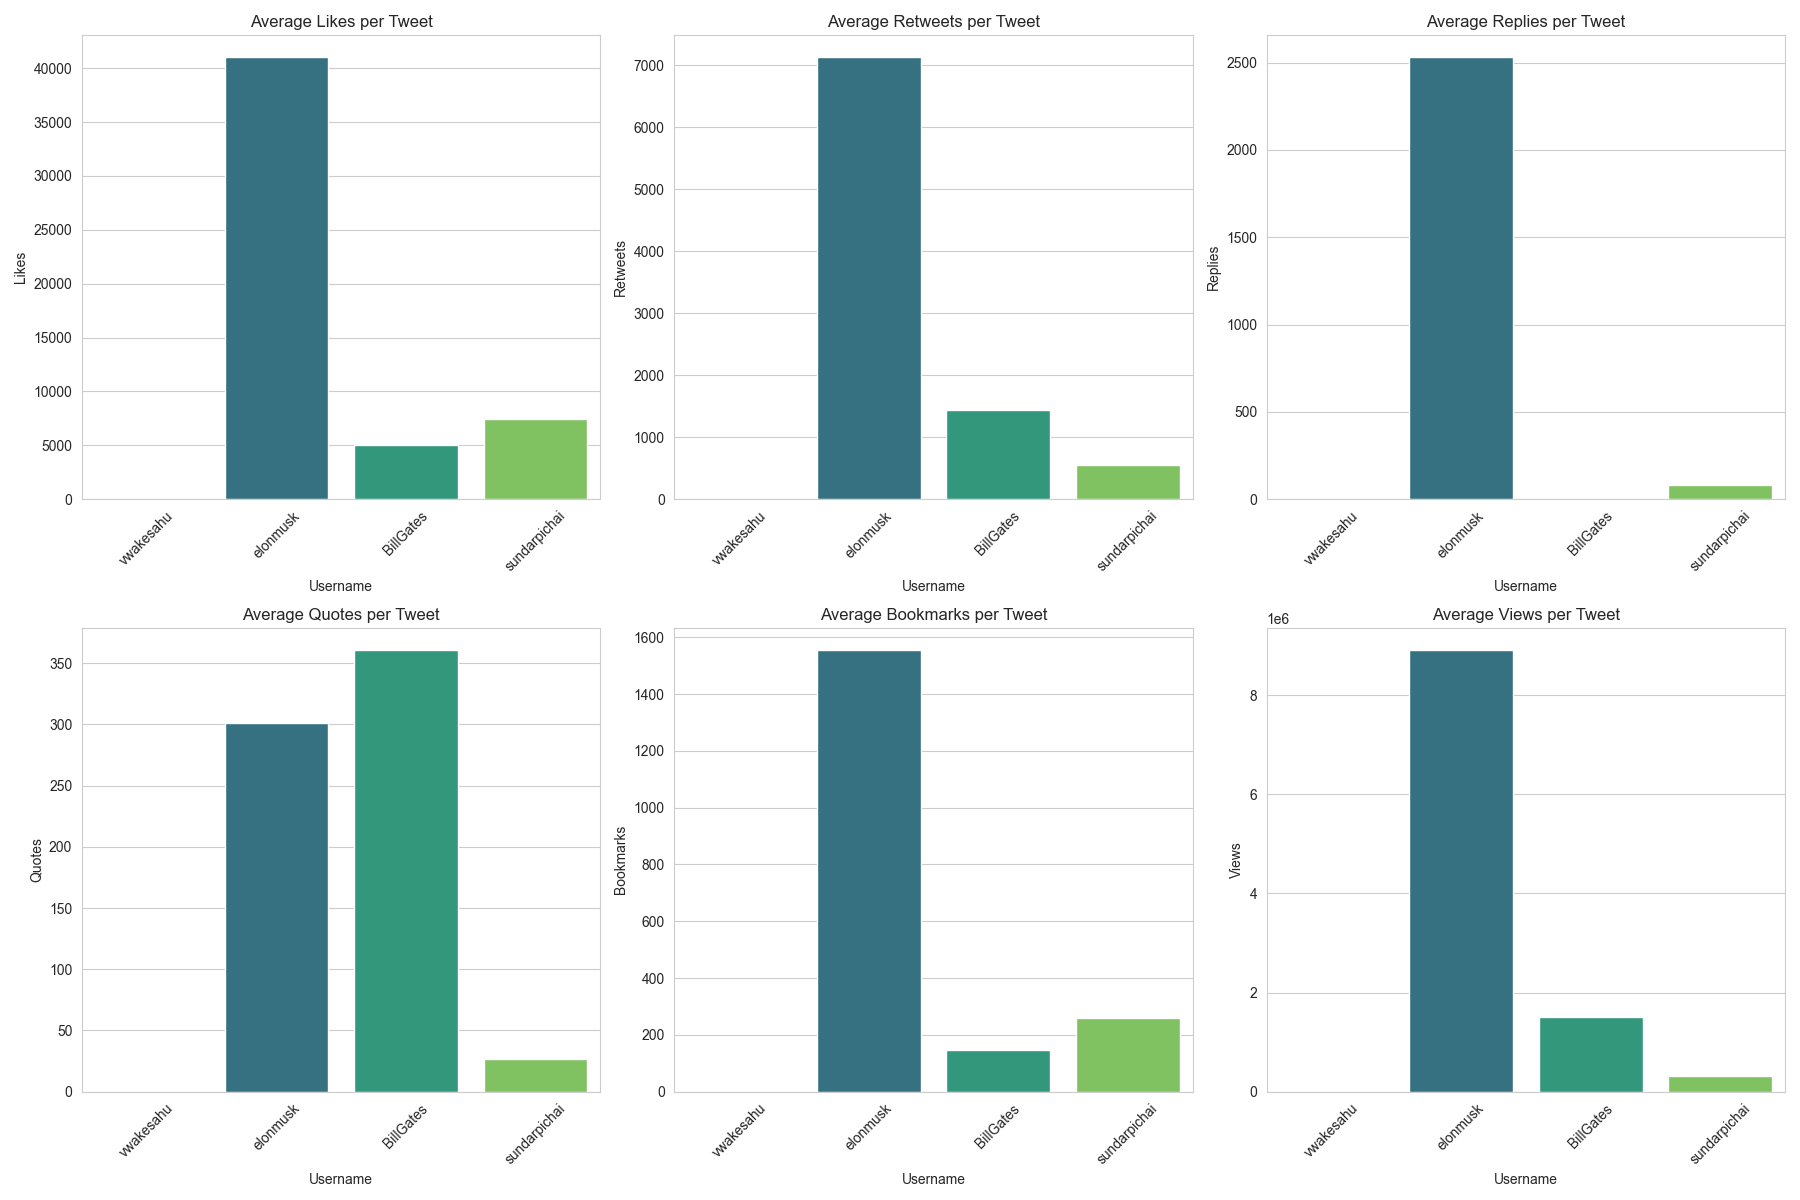 Average Likes per Tweet
Likes
40000
35000
30000
25000
20000
15000
10000
5000
0
vwakesahu
elonmusk
BillGates
sundarpichai
Username
Average Retweets per Tweet
Retweets
7000
6000
5000
4000
3000
2000
1000
0
vwakesahu
elonmusk
BillGates
sundarpichai
Username
Average Replies per Tweet
Replies
2500
2000
1500
1000
500
0
vwakesahu
elonmusk
BillGates
sundarpichai
Username
Average Quotes per Tweet
Quotes
350
300
250
200
150
100
50
0
vwakesahu
elonmusk
BillGates
sundarpichai
Username
Average Bookmarks per Tweet
Bookmarks
1600
1400
1200
1000
800
600
400
200
0
vwakesahu
elonmusk
BillGates
sundarpichai
Username
Average Views per Tweet
1e6
Views
8
6
4
2
0
vwakesahu
elonmusk
BillGates
sundarpichai
Username